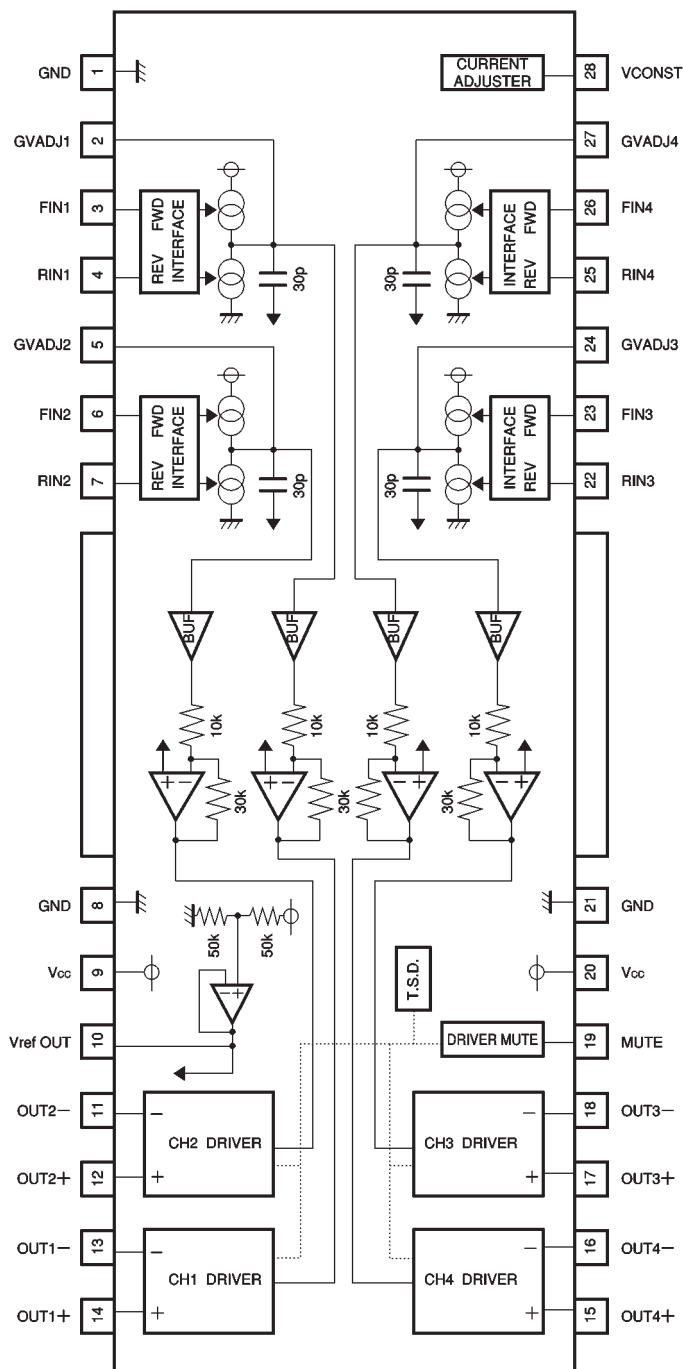 GND 1
28 VCONST
CURRENT
ADJUSTER
GVADJ1 2
27 GVADJ4
FIN1 3
26 FIN4
RIN1 4
25 RIN4
REV FWD
INTERFACE
30p
30p
INTERFACE
REV FWD
GVADJ2 5
24 GVADJ3
FIN2 6
23 FIN3
RIN2 7
22 RIN3
REV FWD
INTERFACE
30p
30p
INTERFACE
REV FWD
BUF
BUF
BUF
BUF
10k
10k
10k
10k
+ −
+ −
− +
− +
30k
30k
30k
30k
GND 8
21 GND
50k
50k
Vcc 9
20 Vcc
− +
T.S.D.
Vref OUT 10
DRIVER MUTE
19 MUTE
OUT2− 11
−
CH2 DRIVER
+
OUT2+ 12
−
18 OUT3−
CH3 DRIVER
+
17 OUT3+
OUT1− 13
−
CH1 DRIVER
+
OUT1+ 14
−
16 OUT4−
CH4 DRIVER
+
15 OUT4+